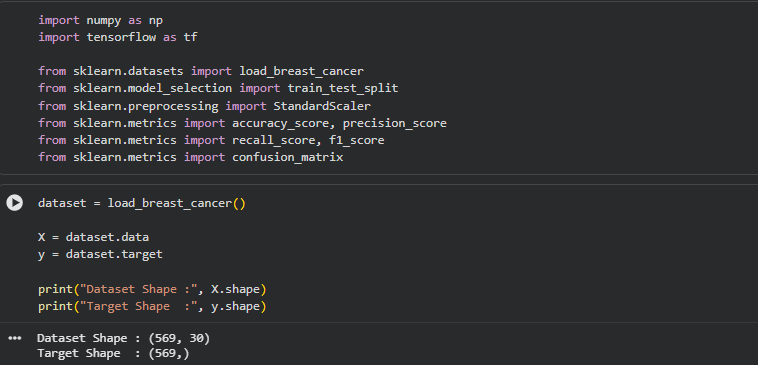 import numpy as np
import tensorflow as tf
from sklearn.datasets import load_breast_cancer
from sklearn.model_selection import train_test_split
from sklearn.preprocessing import StandardScaler
from sklearn.metrics import accuracy_score, precision_score
from sklearn.metrics import recall_score, f1_score
from sklearn.metrics import confusion_matrix
dataset = load_breast_cancer()
X = dataset.data
y = dataset.target
print("Dataset Shape :", X.shape)
print("Target Shape  :", y.shape)
Dataset Shape : (569, 30)
Target Shape  : (569,)